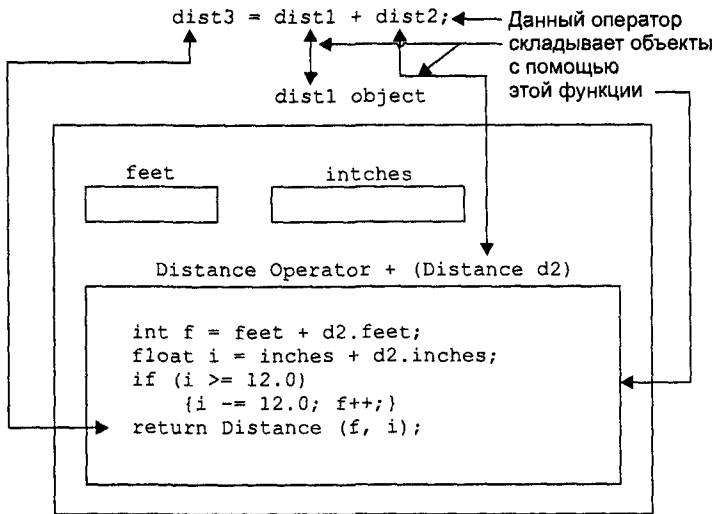 dist3 = dist1 + dist2;
Данный оператор
складывает объекты
с помощью
этой функции
dist1 object
feet
intches
Distance Operator + (Distance d2)
int f = feet + d2.feet;
float i = inches + d2.inches;
if (i >= 12.0)
{i -= 12.0; f++;}
return Distance (f, i);